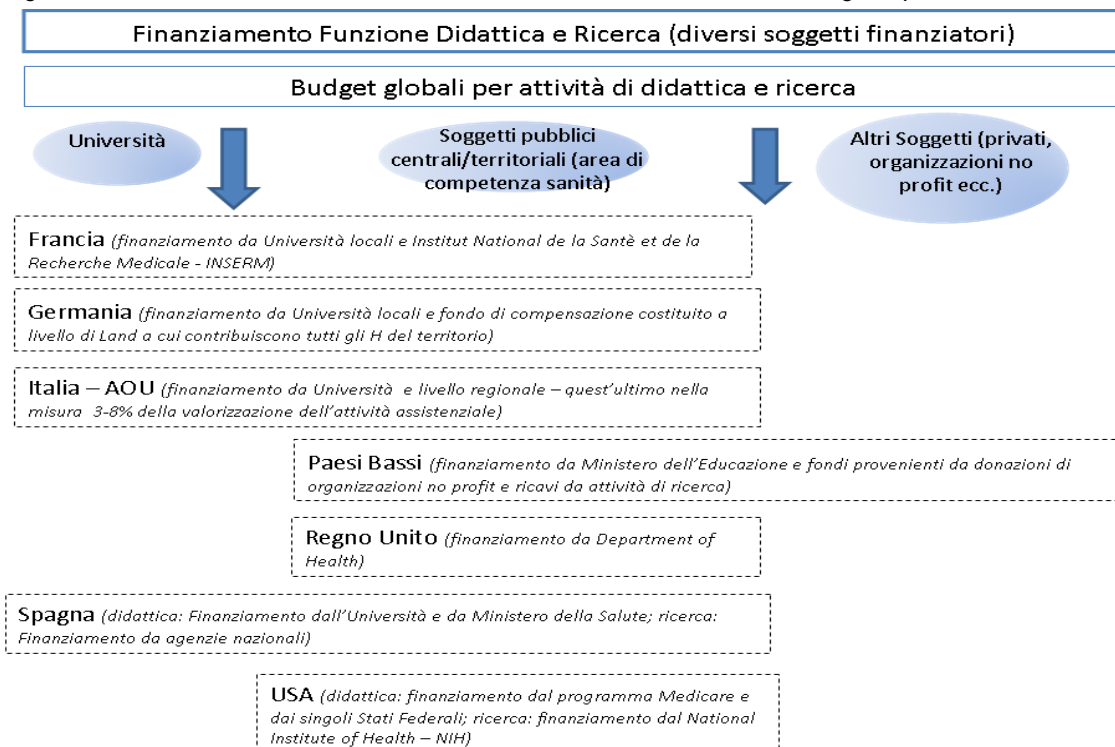 Finanziamento Funzione Didattica e Ricerca (diversi soggetti finanziatori)
Budget globali per attività di didattica e ricerca
Università
Soggetti pubblici
centrali/territoriali (area di
competenza sanità)
Altri Soggetti (privati,
organizzazioni no
profit ecc.)
Francia (finanziamento da Università locali e Institut National de la Santè et de la
Recherche Medicale - INSERM)
Germania (finanziamento da Università locali e fondo di compensazione costituito a
livello di Land a cui contribuiscono tutti gli H del territorio)
Italia – AOU (finanziamento da Università e livello regionale – quest'ultimo nella
misura 3-8% della valorizzazione dell'attività assistenziale)
Paesi Bassi (finanziamento da Ministero dell'Educazione e fondi provenienti da donazioni di
organizzazioni no profit e ricavi da attività di ricerca)
Regno Unito (finanziamento da Department of
Health)
Spagna (didattica: Finanziamento dall'Università e da Ministero della Salute; ricerca:
Finanziamento da agenzie nazionali)
USA (didattica: finanziamento dal programma Medicare e
dai singoli Stati Federali; ricerca: finanziamento dal National
Institute of Health – NIH)